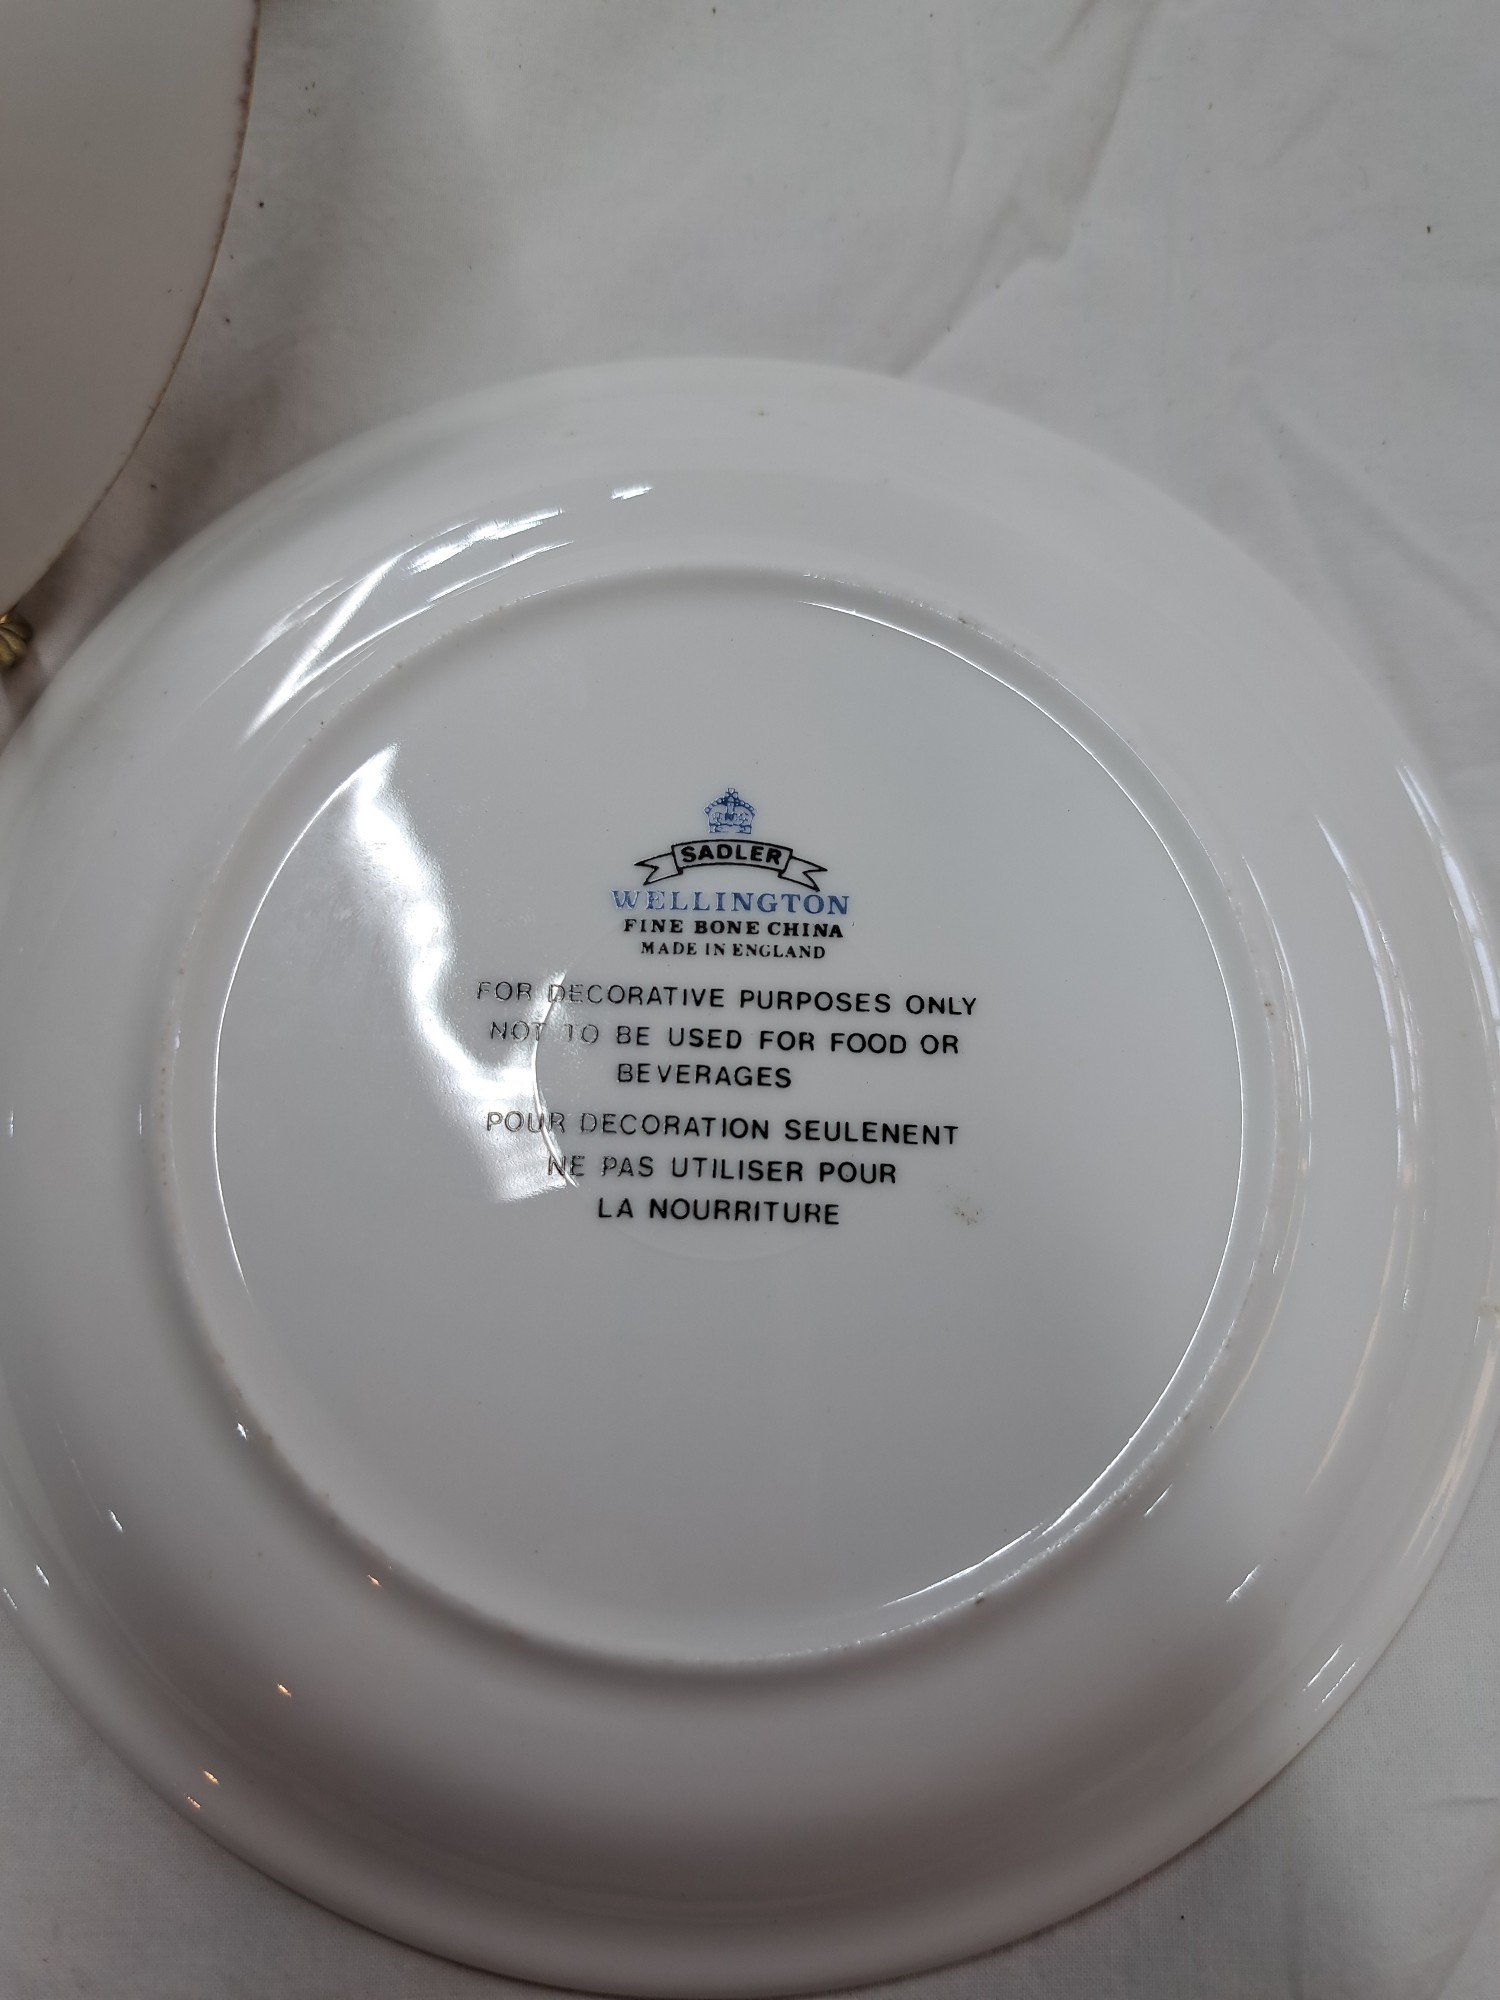 SADLER
WELLINGTON
FINE BONE CHINA
MADE IN ENGLAND
FOR DECORATIVE PURPOSES ONLY
NOT TO BE USED FOR FOOD OR
BEVERAGES
POUR DECORATION SEULENENT
NE PAS UTILISER POUR
LA NOURRITURE